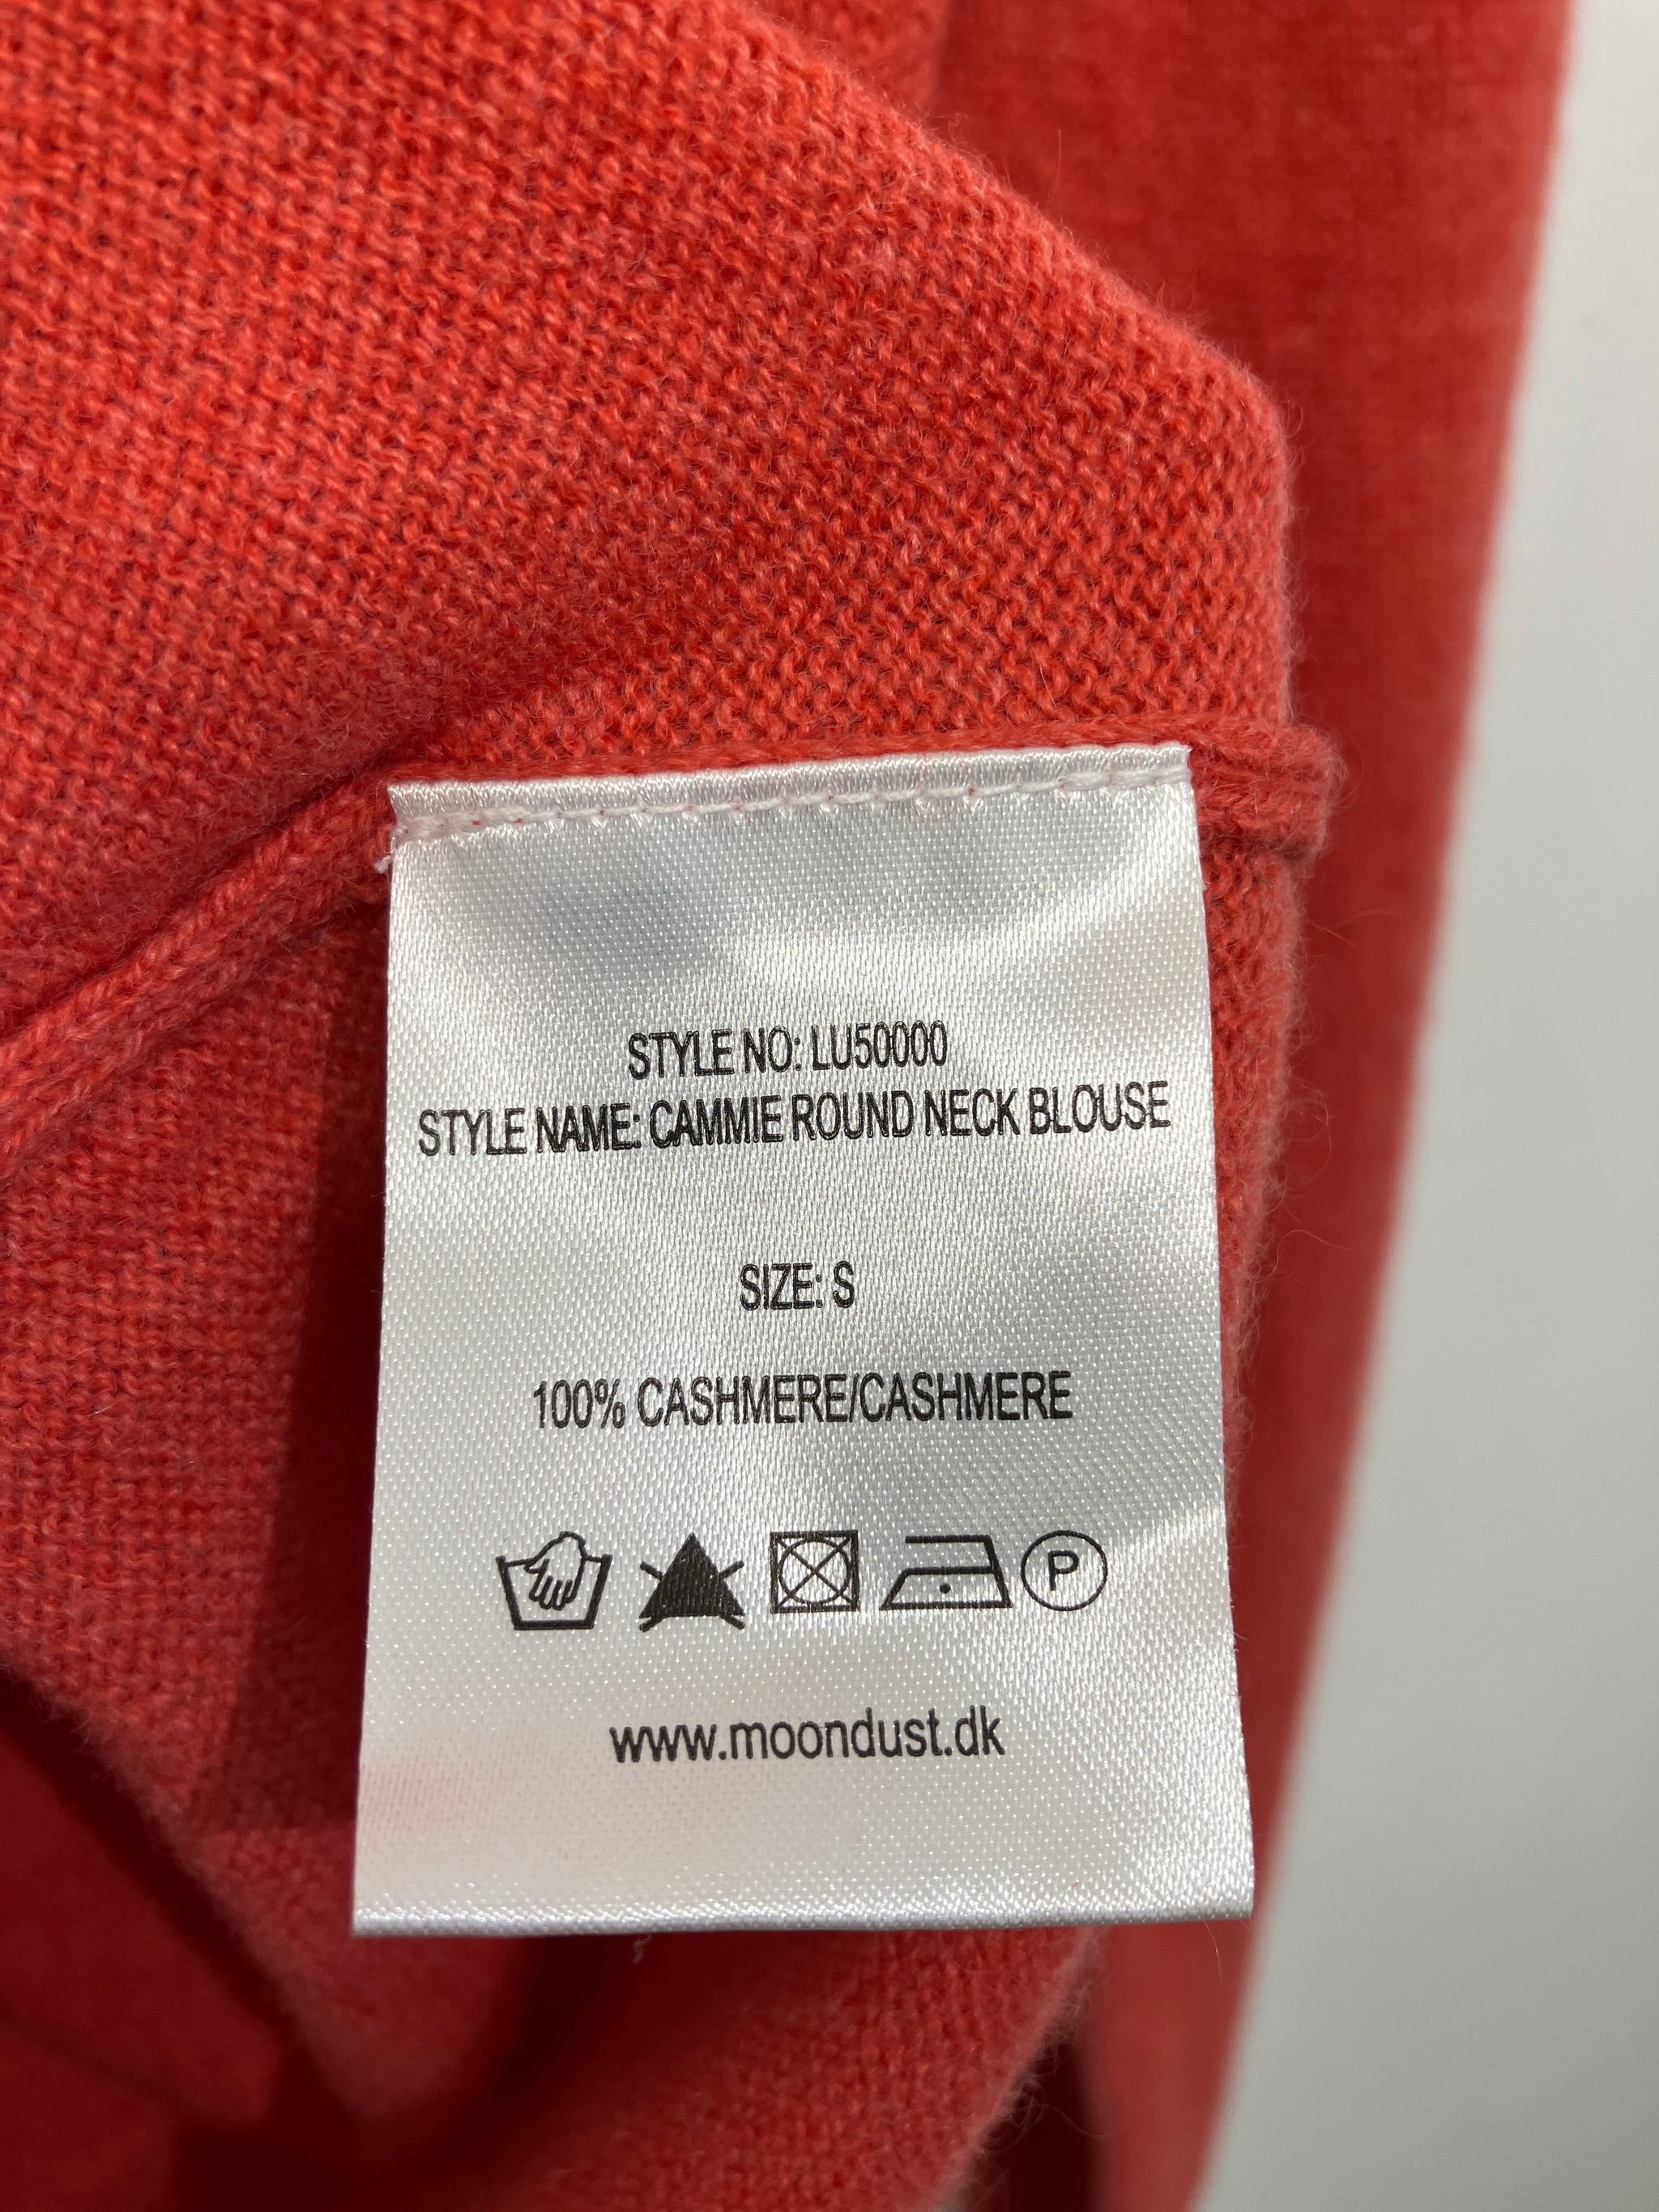 STYLE NO: LU50000
STYLE NAME: CAMMIE ROUND NECK BLOUSE
SIZE: S
100% CASHMERE/CASHMERE
P
www.moondust.dk